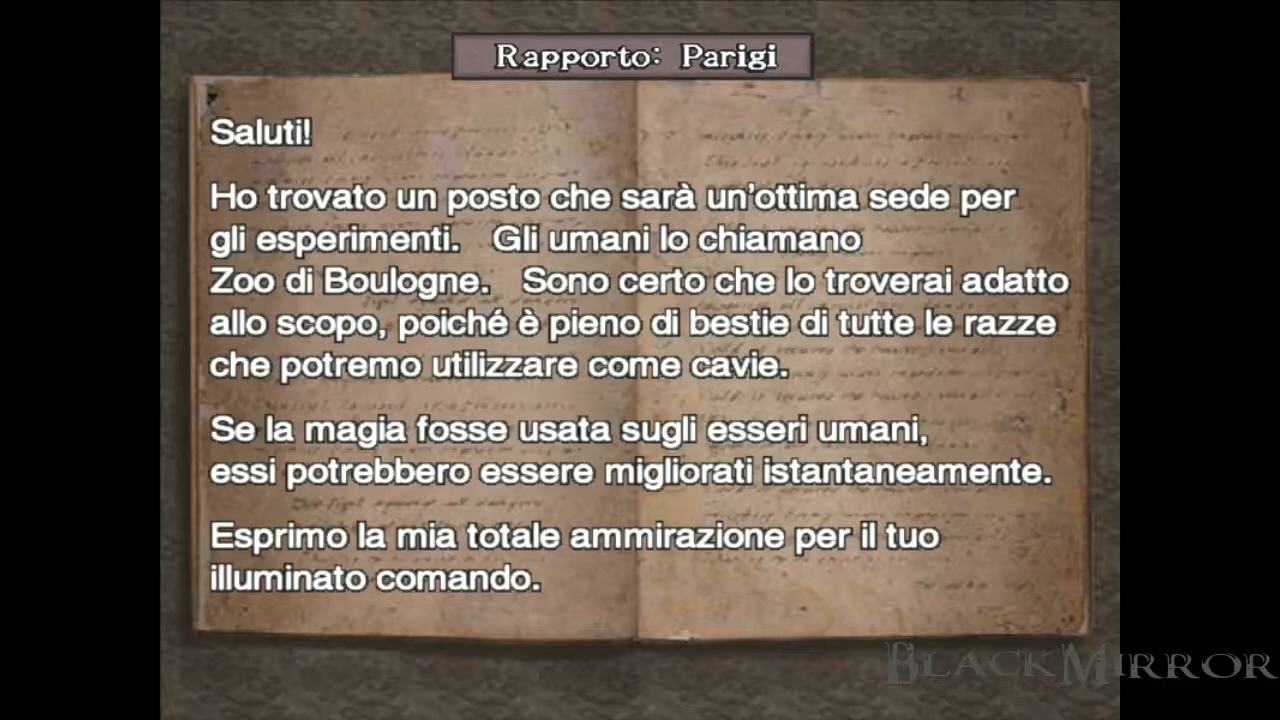 Rapporto: Parigi
Saluti!
Ho trovato un posto che sarà un'ottima sede per
gli esperimenti. Gli umani lo chiamano
Zoo di Boulogne. Sono certo che lo troverai adatto
allo scopo, poiché è pieno di bestie di tutte le razze
che potremo utilizzare come cavie.
Se la magia fosse usata sugli esseri umani,
essi potrebbero essere migliorati istantaneamente.
Esprimo la mia totale ammirazione per il tuo
illuminato comando.
BlackMirror